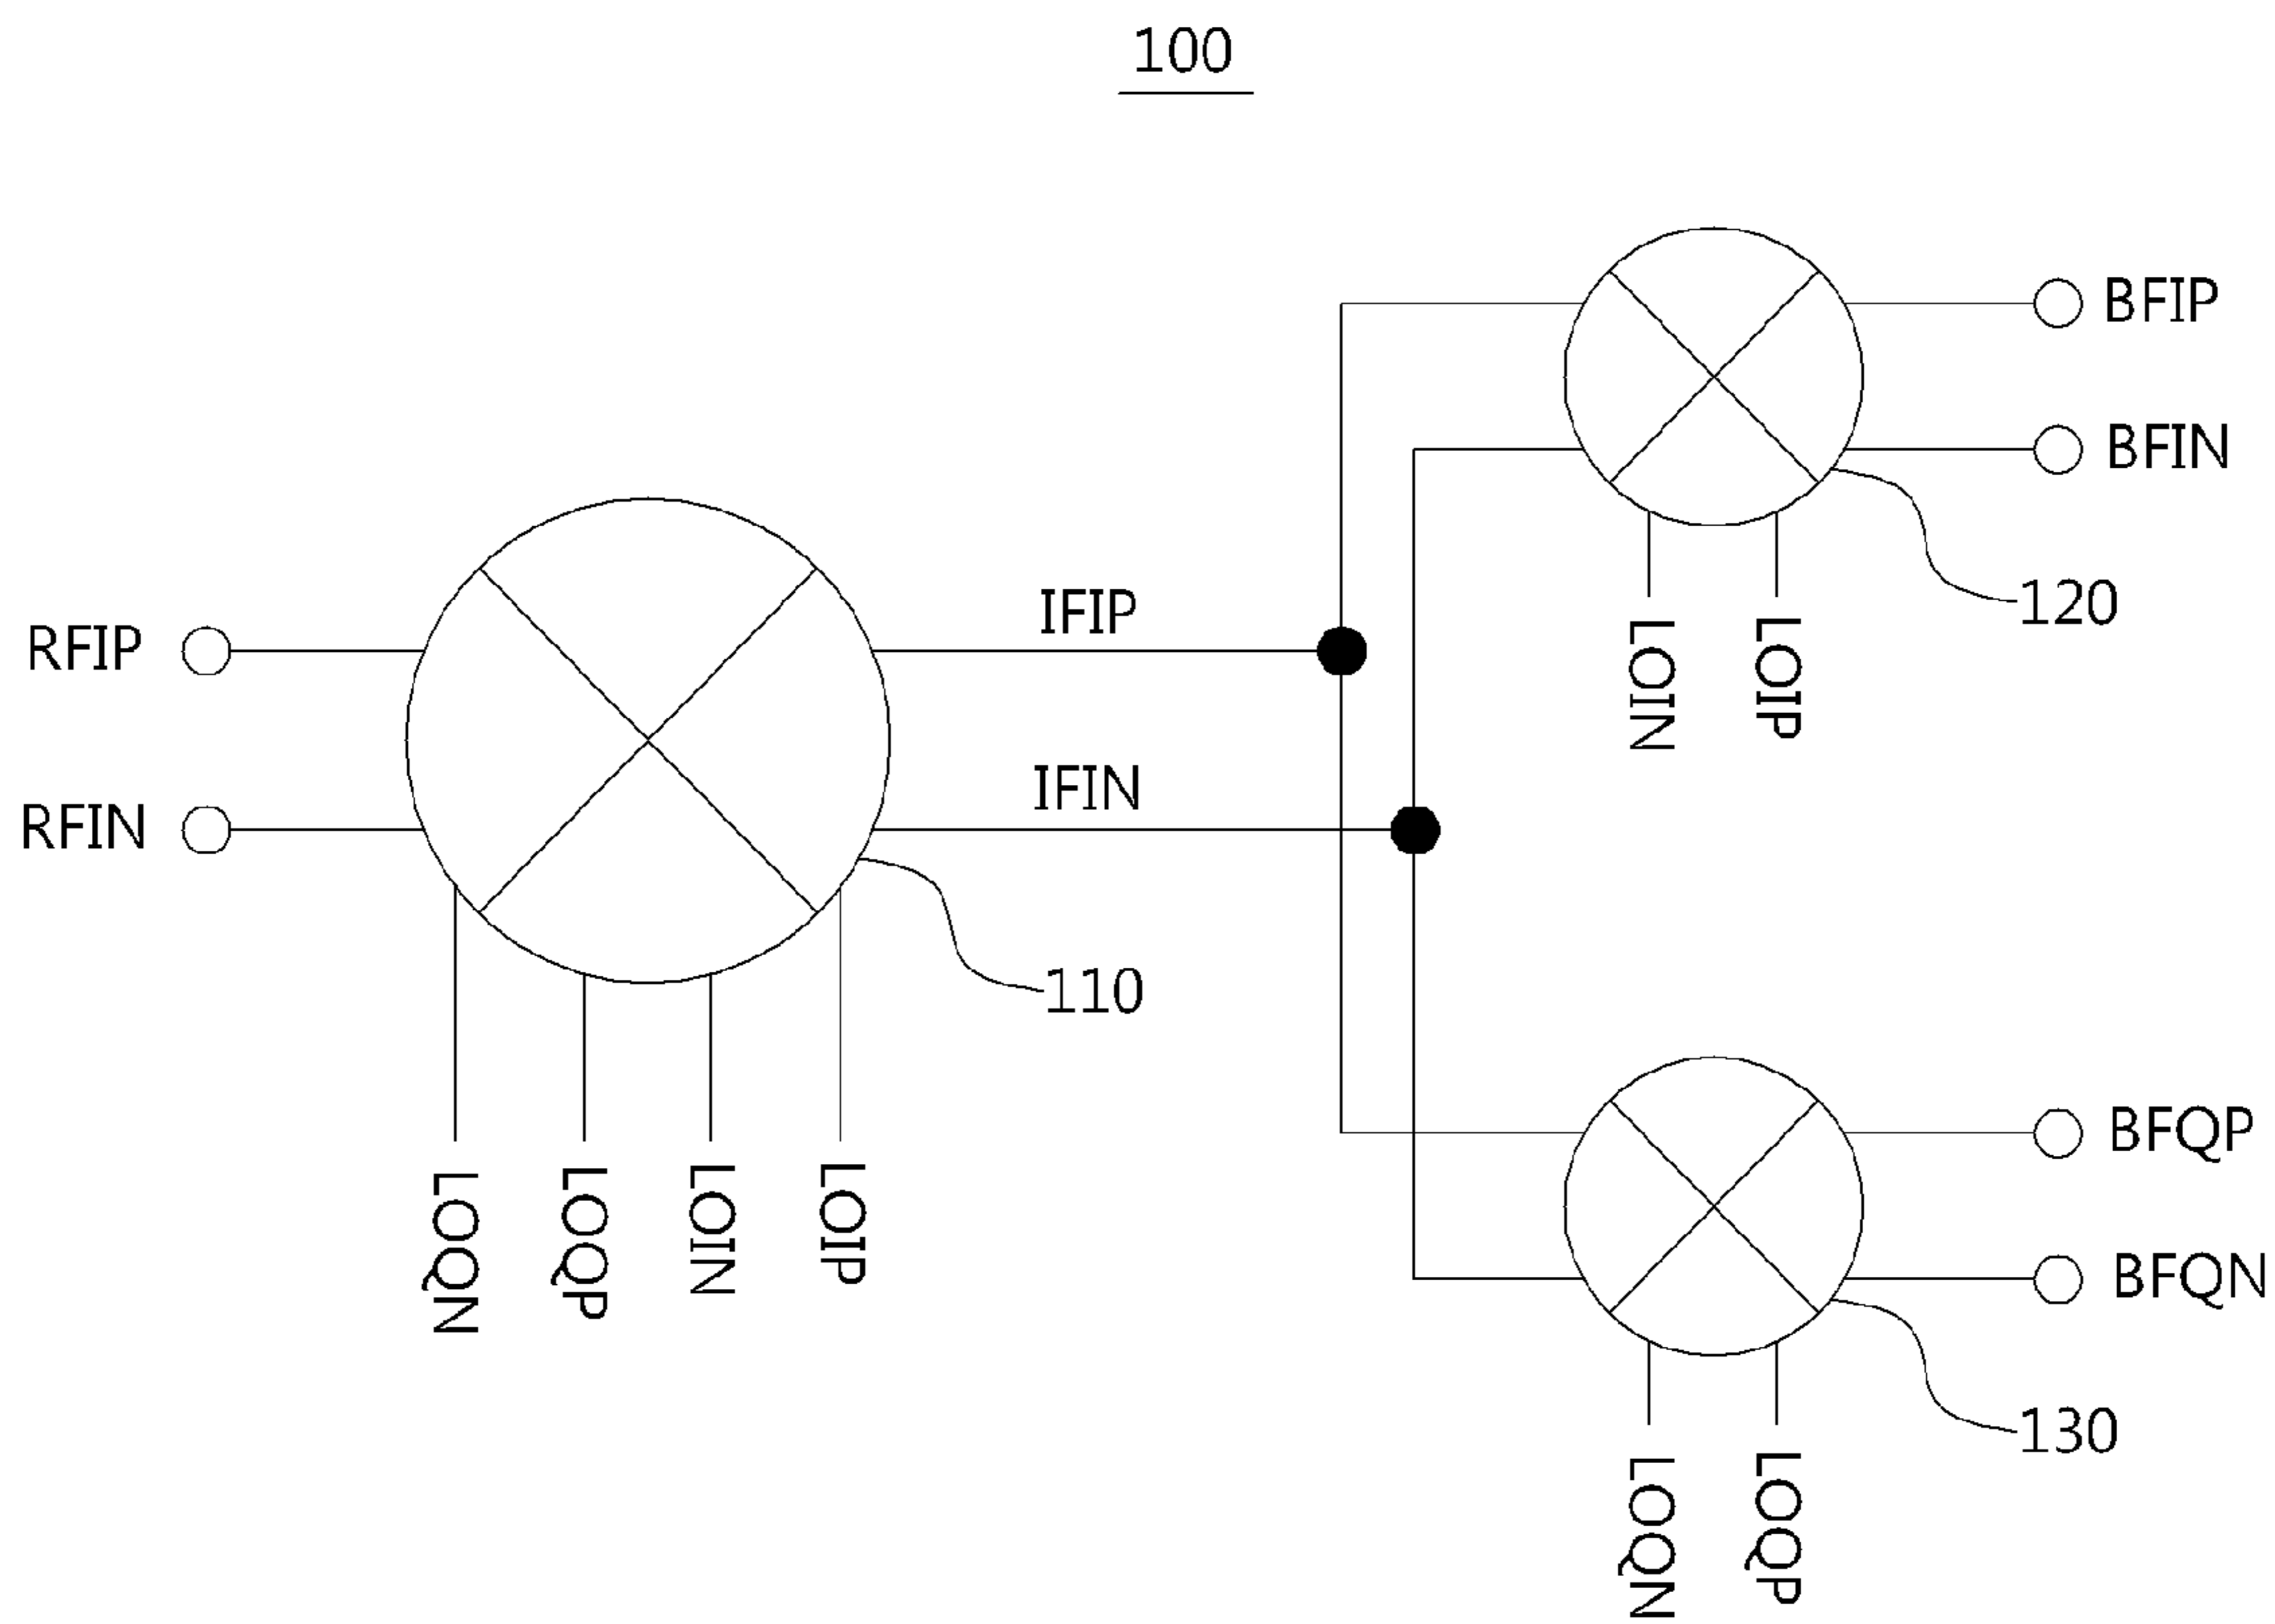 100
BFIP
BFIN
120
LOIN
LOIP
IFIP
RFIP
IFIN
RFIN
110
LOQN
LOQP
LOIN
LOIP
BFQP
BFQN
130
LOQN
LOQP